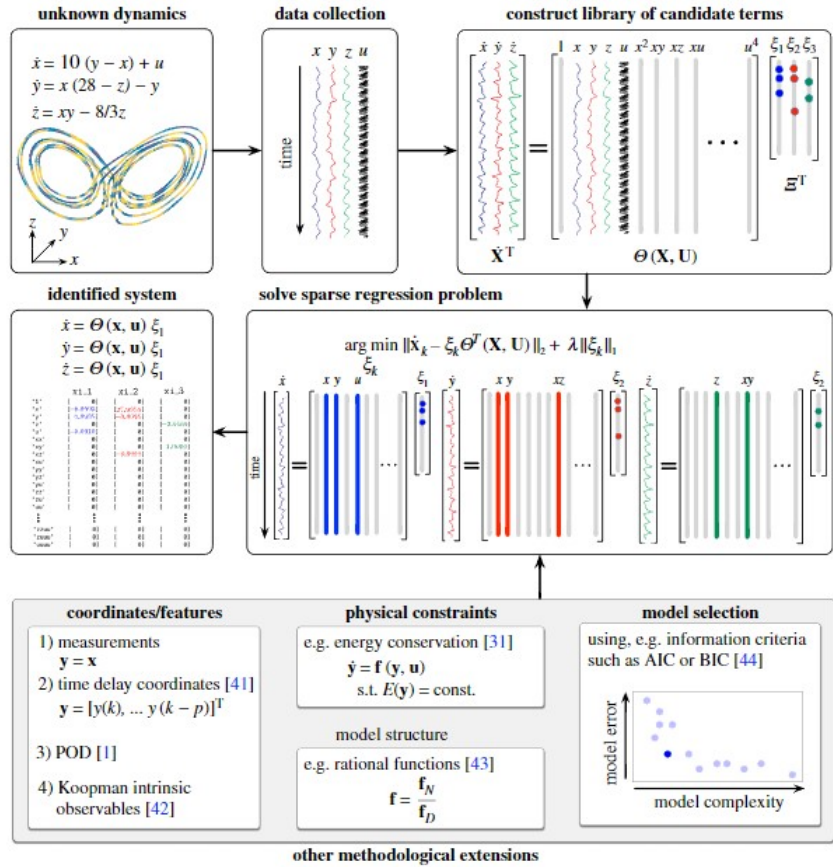 unknown dynamics
ẋ = 10 (y – x) + u
ẏ = x (28 – z) – y
ż = xy – 8/3z
z
y
x
data collection
x y z u
time
construct library of candidate terms
ẋ ẏ ż
=
1 x y z u x² xy xz xu u⁴ ξ₁ ξ₂ ξ₃
...
Ẋᵀ
Θ (X, U)
Ξᵀ
identified system
ẋ = Θ (x, u) ξ₁
ẏ = Θ (x, u) ξ₁
ż = Θ (x, u) ξ₁
xi_1 xi_2 xi_3
solve sparse regression problem
arg min ‖ẋₖ – ξₖΘᵀ (X, U) ‖₂ + λ‖ξₖ‖₁
ξₖ
time
ẋ = x y u ... ξ₁
ẏ = x y xz ... ξ₂
ż = z xy ... ξ₂
coordinates/features
1) measurements
y = x
2) time delay coordinates [41]
y = [y(k), ... y (k – p)]ᵀ
3) POD [1]
4) Koopman intrinsic
observables [42]
physical constraints
e.g. energy conservation [31]
ẏ = f (y, u)
s.t. E(y) = const.
model structure
e.g. rational functions [43]
f = f_N
f_D
model selection
using, e.g. information criteria
such as AIC or BIC [44]
model error
model complexity
other methodological extensions